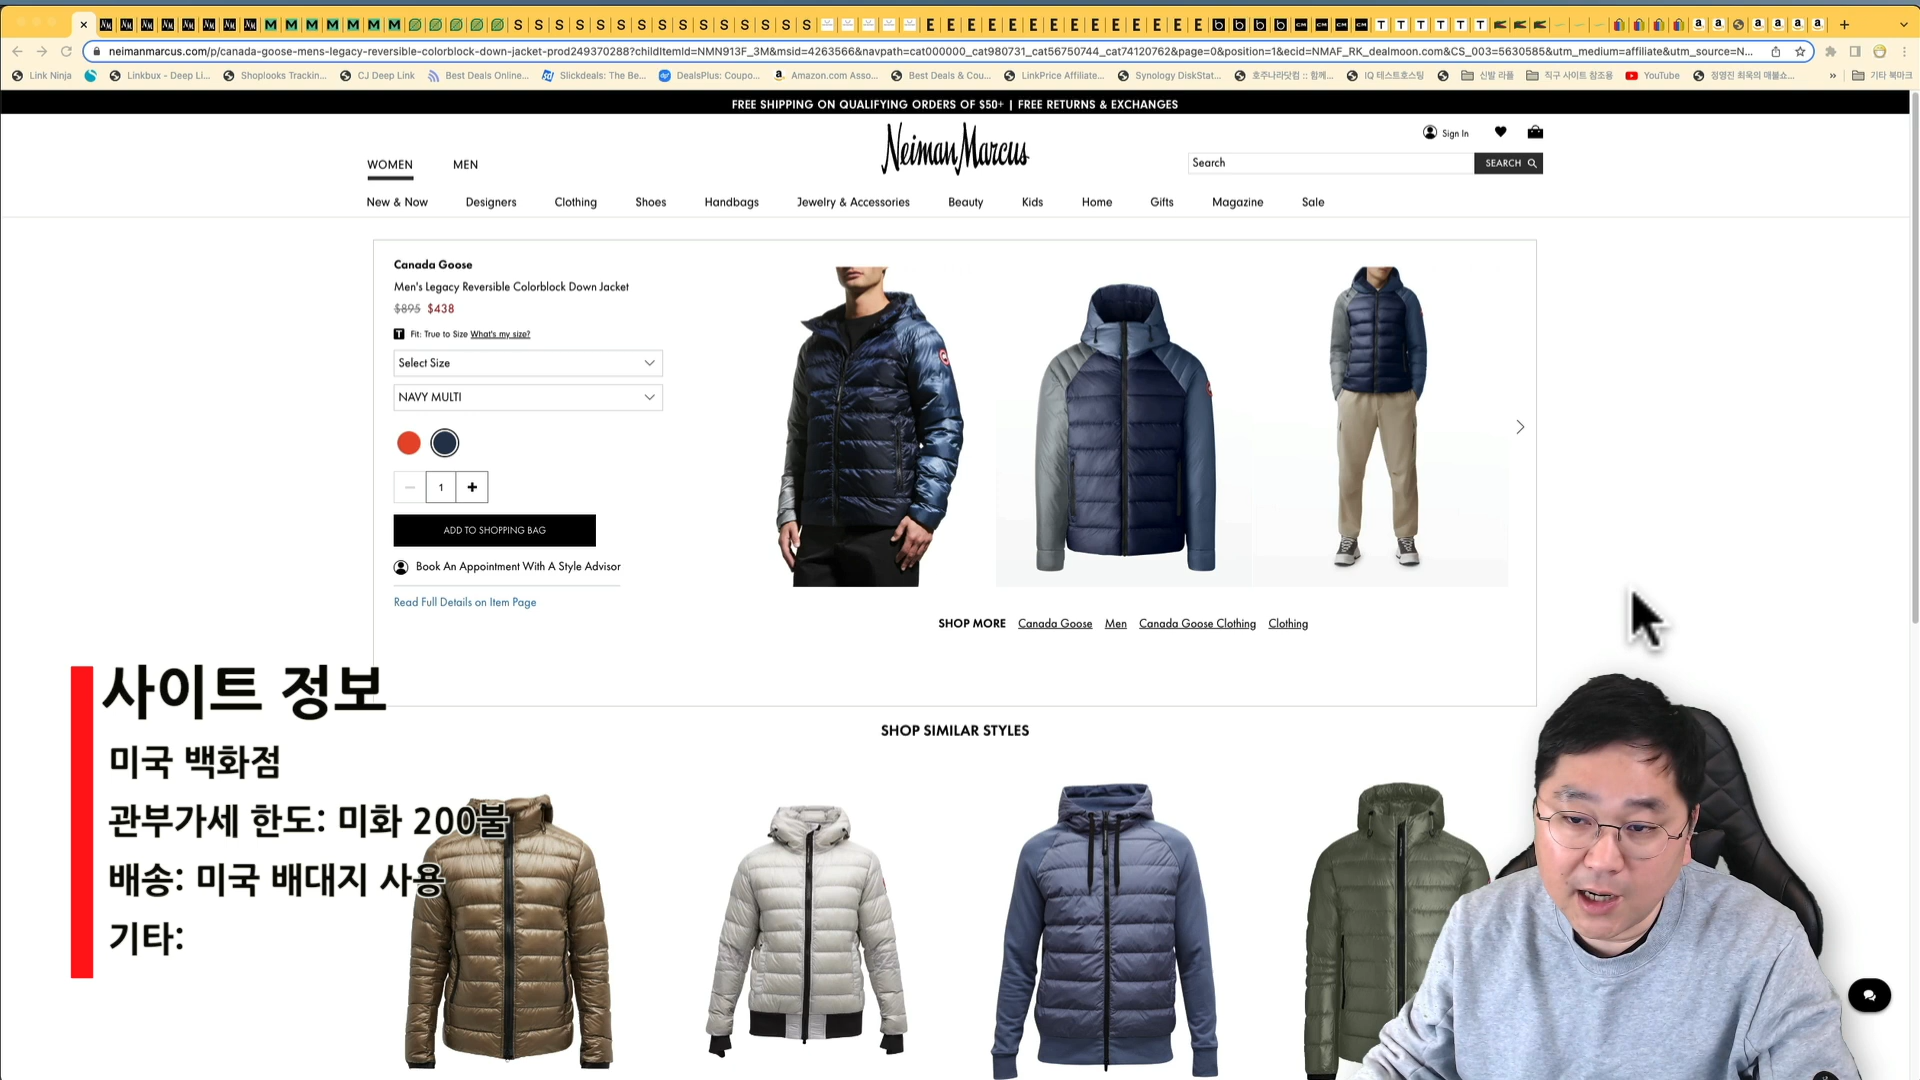 neimanmarcus.com/p/canada-goose-mens-legacy-reversible-colorblock-down-jacket-prod249370288?childItemId=NMN913F_3M&msid=4263566&navpath=cat000000_cat980731_cat56750744_cat74120762&page=0&position=1&ecid=NMAF_RK_dealmoon.com&CS_003=5630585&utm_medium=affiliate&utm_source=N...
Link Ninja
Linkbux - Deep Li...
Shoplooks Trackin...
CJ Deep Link
Best Deals Online...
Slickdeals: The Be...
DealsPlus: Coupo...
Amazon.com Asso...
Best Deals & Cou...
LinkPrice Affiliate...
Synology DiskStat...
호주나라닷컴 :: 함께...
IQ 테스트호스팅
신발 라플
직구 사이트 참조용
YouTube
정영진 최욱의 매불쇼...
»
기타 북마크
FREE SHIPPING ON QUALIFYING ORDERS OF $50+ | FREE RETURNS & EXCHANGES
WOMEN
MEN
Neiman Marcus
Sign In
Search
SEARCH
New & Now
Designers
Clothing
Shoes
Handbags
Jewelry & Accessories
Beauty
Kids
Home
Gifts
Magazine
Sale
Canada Goose
Men's Legacy Reversible Colorblock Down Jacket
$895 $438
T Fit: True to Size What's my size?
Select Size
NAVY MULTI
1
ADD TO SHOPPING BAG
Book An Appointment With A Style Advisor
Read Full Details on Item Page
SHOP MORE Canada Goose Men Canada Goose Clothing Clothing
SHOP SIMILAR STYLES
사이트 정보
미국 백화점
관부가세 한도: 미화 200불
배송: 미국 배대지 사용
기타: